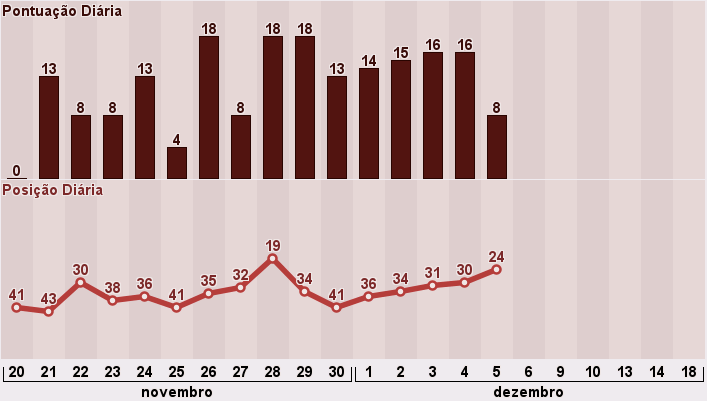 Pontuação Diária
0 13 8 8 13 4 18 8 18 18 13 14 15 16 16 8
Posição Diária
41 43 30 38 36 41 35 32 19 34 41 36 34 31 30 24
20 21 22 23 24 25 26 27 28 29 30 1 2 3 4 5 6 9 10 13 14 18
novembro dezembro